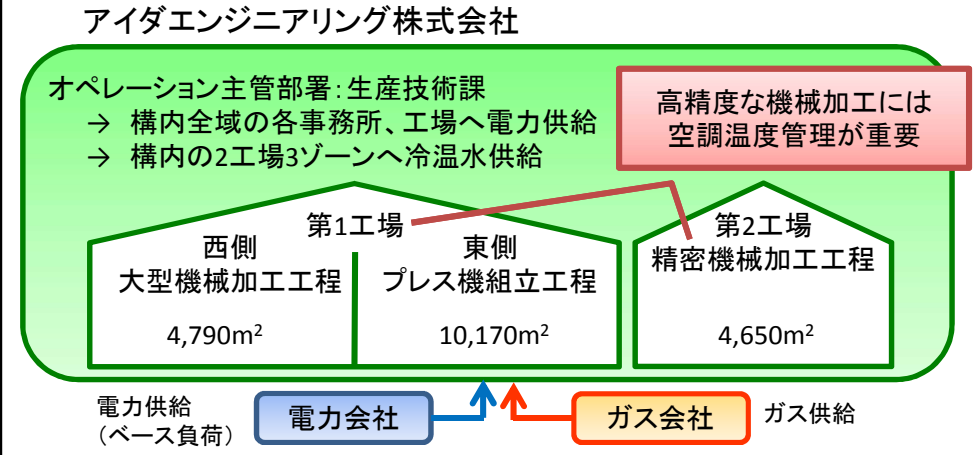 アイダエンジニアリング株式会社
オペレーション主管部署：生産技術課
→ 構内全域の各事務所、工場へ電力供給
→ 構内の2工場3ゾーンへ冷温水供給
高精度な機械加工には
空調温度管理が重要
第1工場
西側
大型機械加工工程
4,790m²
東側
プレス機組立工程
10,170m²
第2工場
精密機械加工工程
4,650m²
電力供給
（ベース負荷）
電力会社
ガス会社
ガス供給